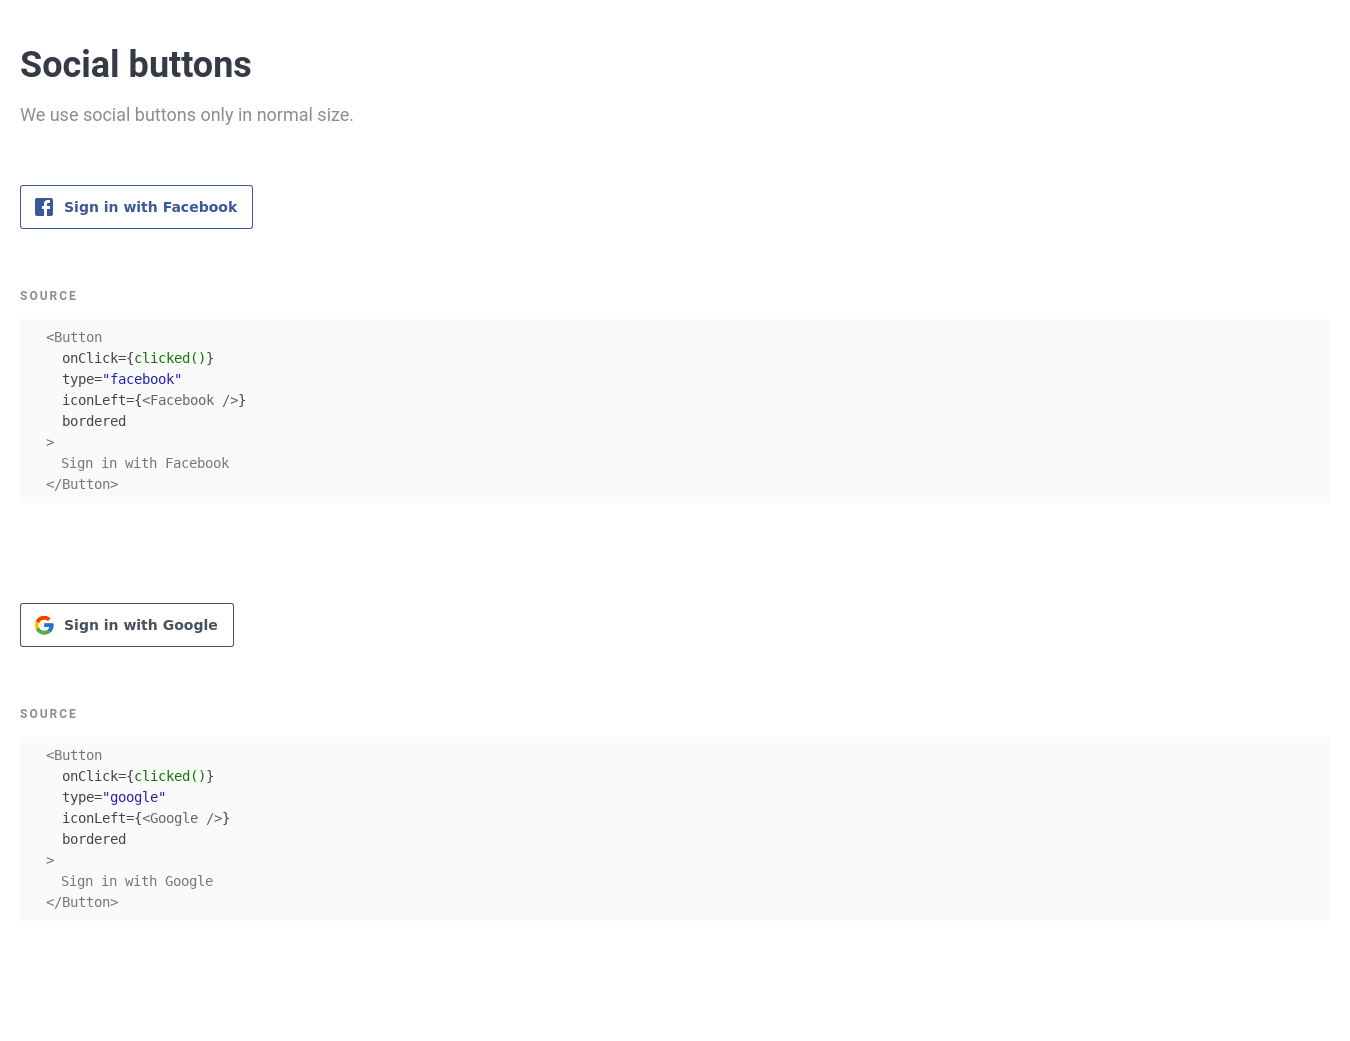 Social buttons
We use social buttons only in normal size.
Sign in with Facebook
SOURCE
<Button
onClick={clicked()}
type="facebook"
iconLeft={<Facebook />}
bordered
>
Sign in with Facebook
</Button>
Sign in with Google
SOURCE
<Button
onClick={clicked()}
type="google"
iconLeft={<Google />}
bordered
>
Sign in with Google
</Button>